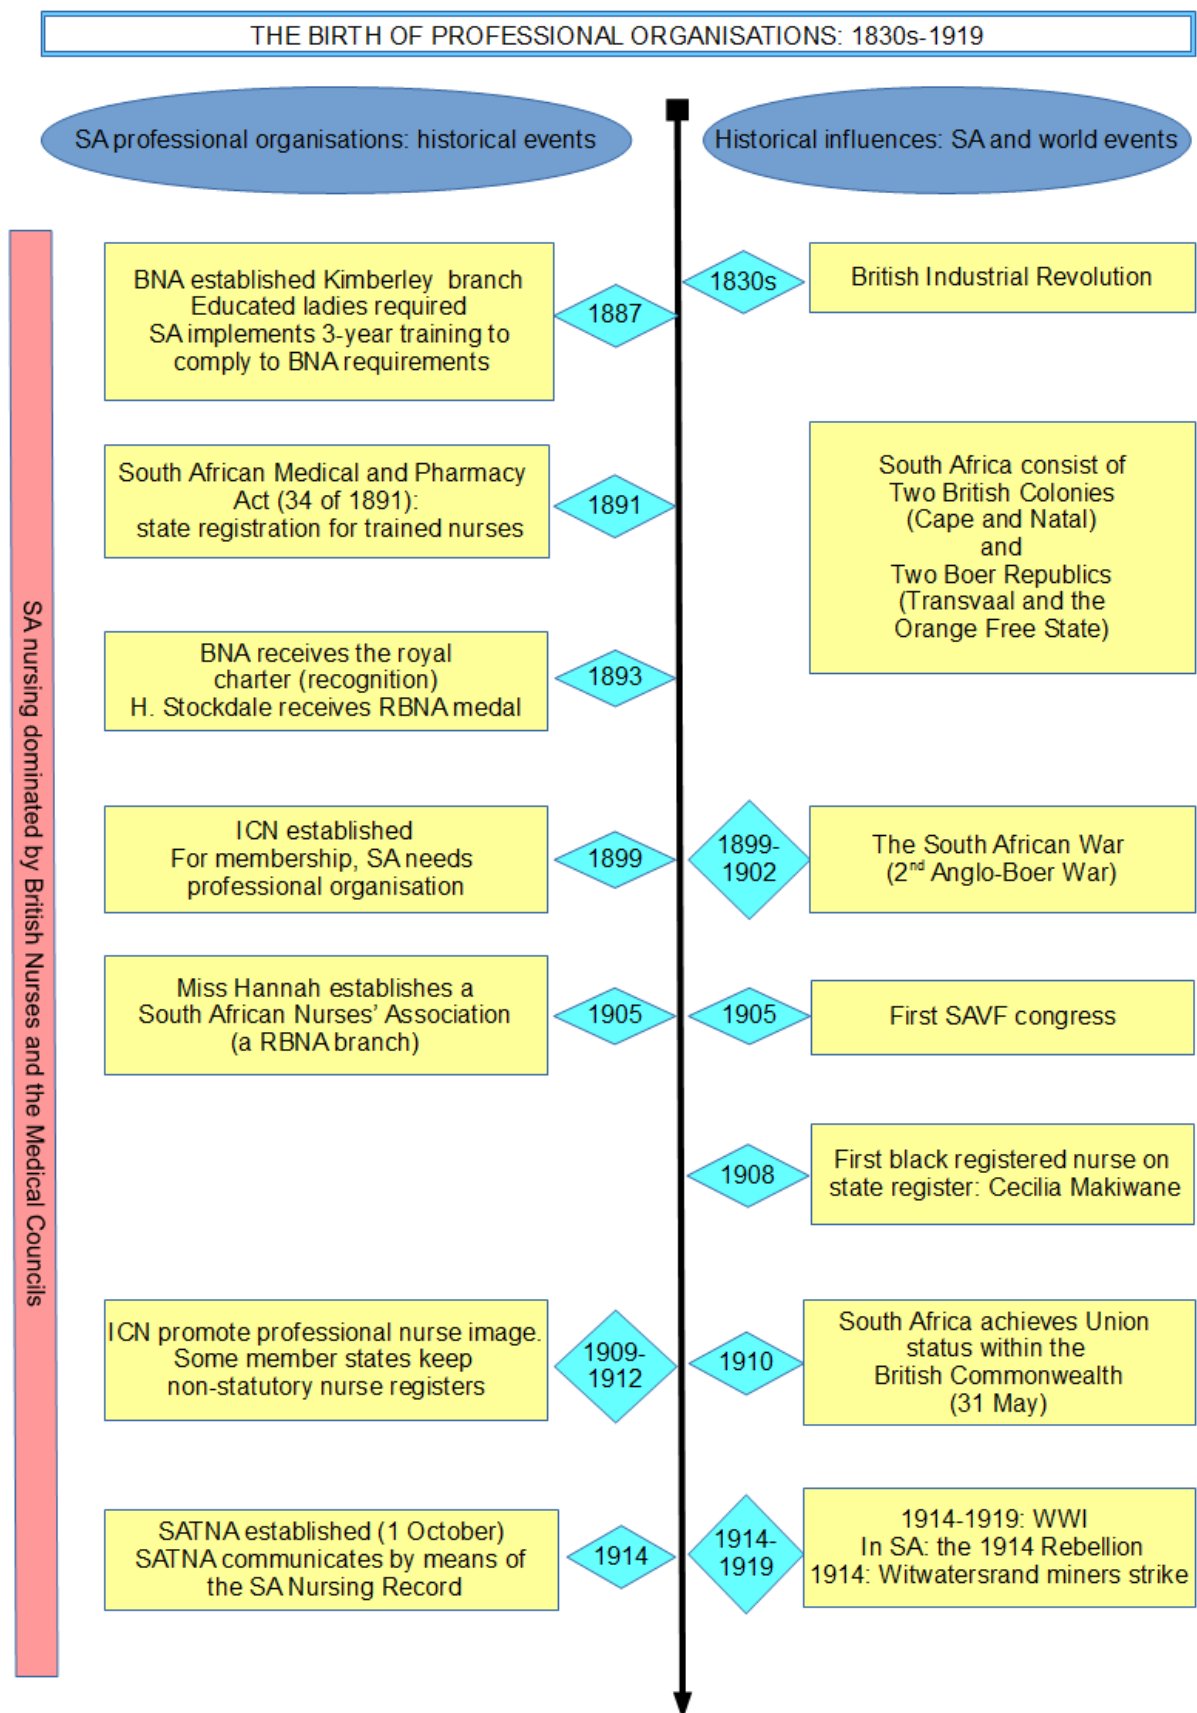 THE BIRTH OF PROFESSIONAL ORGANISATIONS: 1830s-1919
SA professional organisations: historical events
Historical influences: SA and world events
SA nursing dominated by British Nurses and the Medical Councils
1830s
British Industrial Revolution
BNA established Kimberley branch
Educated ladies required
SA implements 3-year training to
comply to BNA requirements
1887
South African Medical and Pharmacy
Act (34 of 1891):
state registration for trained nurses
1891
South Africa consist of
Two British Colonies
(Cape and Natal)
and
Two Boer Republics
(Transvaal and the
Orange Free State)
BNA receives the royal
charter (recognition)
H. Stockdale receives RBNA medal
1893
ICN established
For membership, SA needs
professional organisation
1899
1899-
1902
The South African War
(2nd Anglo-Boer War)
Miss Hannah establishes a
South African Nurses’ Association
(a RBNA branch)
1905
1905
First SAVF congress
1908
First black registered nurse on
state register: Cecilia Makiwane
ICN promote professional nurse image.
Some member states keep
non-statutory nurse registers
1909-
1912
1910
South Africa achieves Union
status within the
British Commonwealth
(31 May)
SATNA established (1 October)
SATNA communicates by means of
the SA Nursing Record
1914
1914-
1919
1914-1919: WWI
In SA: the 1914 Rebellion
1914: Witwatersrand miners strike